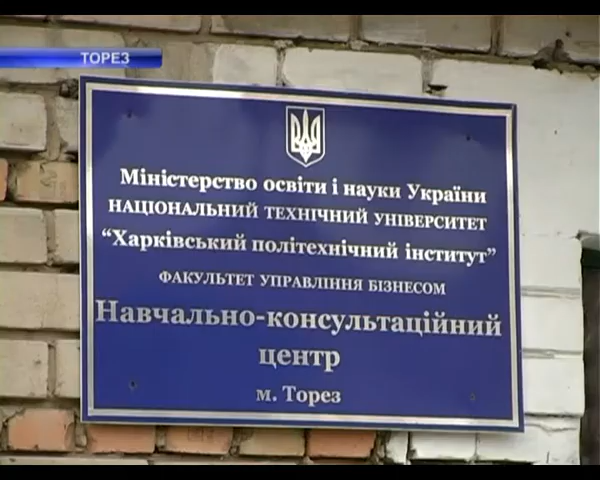 ТОРЕЗ
Міністерство освіти і науки України
НАЦІОНАЛЬНИЙ ТЕХНІЧНИЙ УНІВЕРСИТЕТ
“Харківський політехнічний інститут”
ФАКУЛЬТЕТ УПРАВЛІННЯ БІЗНЕСОМ
Навчально-консультаційний
центр
м. Торез